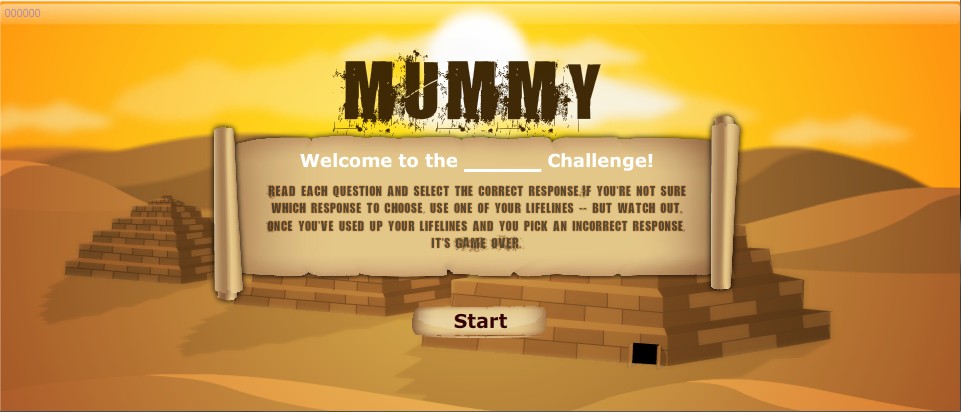 000000
MUMMY
Welcome to the _______ Challenge!
READ EACH QUESTION AND SELECT THE CORRECT RESPONSE.IF YOU'RE NOT SURE
WHICH RESPONSE TO CHOOSE, USE ONE OF YOUR LIFELINES -- BUT WATCH OUT.
ONCE YOU'VE USED UP YOUR LIFELINES AND YOU PICK AN INCORRECT RESPONSE,
IT'S GAME OVER.
Start